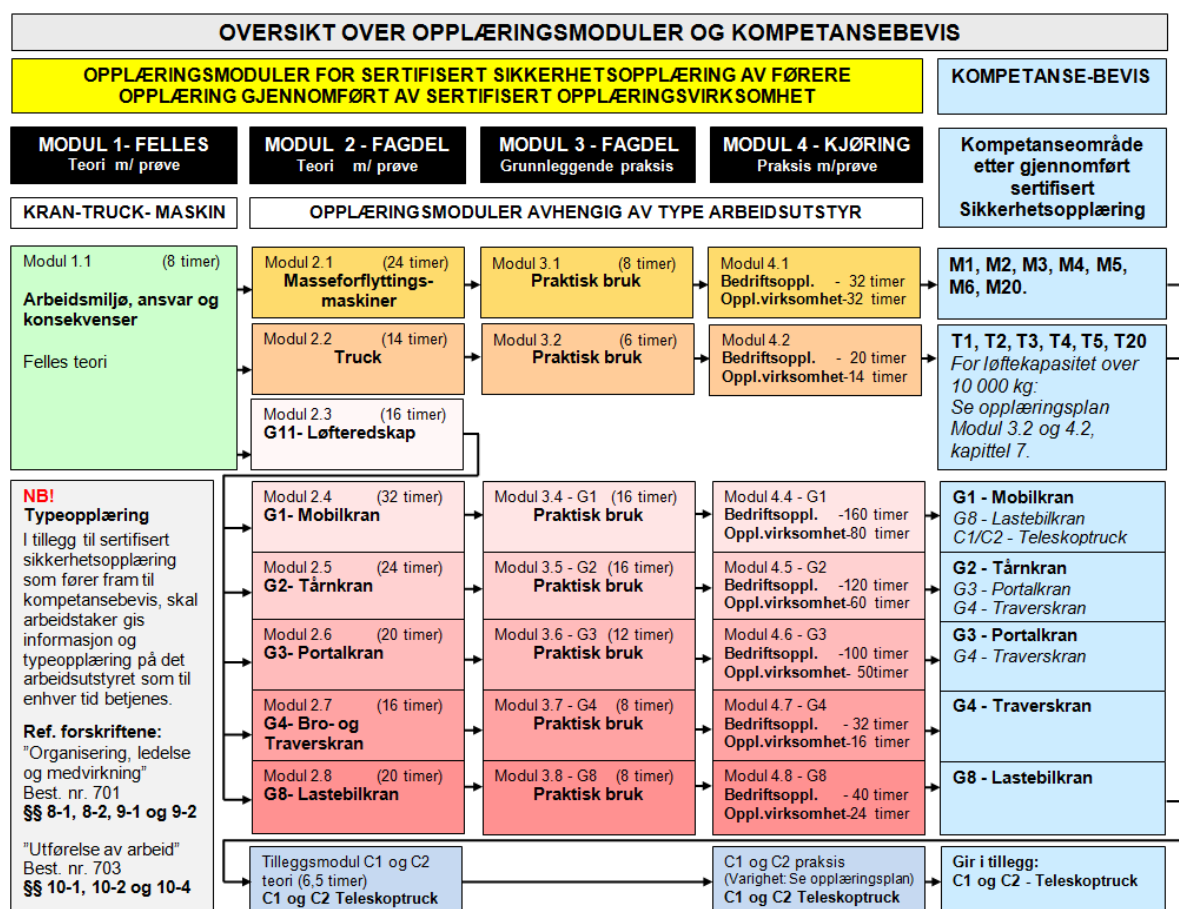 OVERSIKT OVER OPPLÆRINGSMODULER OG KOMPETANSEBEVIS
OPPLÆRINGSMODULER FOR SERTIFISERT SIKKERHETSOPPLÆRING AV FØRERE
OPPLÆRING GJENNOMFØRT AV SERTIFISERT OPPLÆRINGSVIRKSOMHET
KOMPETANSE-BEVIS
MODUL 1- FELLES
Teori m/ prøve
MODUL 2 - FAGDEL
Teori m/ prøve
MODUL 3 - FAGDEL
Grunnleggende praksis
MODUL 4 - KJØRING
Praksis m/prøve
Kompetanseområde
etter gjennomført
sertifisert
Sikkerhetsopplæring
KRAN-TRUCK- MASKIN
OPPLÆRINGSMODULER AVHENGIG AV TYPE ARBEIDSUTSTYR
Modul 1.1 (8 timer)
Arbeidsmiljø, ansvar og
konsekvenser
Felles teori
Modul 2.1 (24 timer)
Masseforflyttings-
maskiner
Modul 3.1 (8 timer)
Praktisk bruk
Modul 4.1
Bedriftsoppl. - 32 timer
Oppl.virksomhet-32 timer
M1, M2, M3, M4, M5,
M6, M20.
Modul 2.2 (14 timer)
Truck
Modul 3.2 (6 timer)
Praktisk bruk
Modul 4.2
Bedriftsoppl. - 20 timer
Oppl.virksomhet-14 timer
T1, T2, T3, T4, T5, T20
For løftekapasitet over
10 000 kg:
Se opplæringsplan
Modul 3.2 og 4.2,
kapittel 7.
Modul 2.3 (16 timer)
G11- Løfteredskap
NB!
Typeopplæring
I tillegg til sertifisert
sikkerhetsopplæring
som fører fram til
kompetansebevis, skal
arbeidstaker gis
informasjon og
typeopplæring på det
arbeidsutstyret som til
enhver tid betjenes.
Ref. forskriftene:
"Organisering, ledelse
og medvirkning"
Best. nr. 701
§§ 8-1, 8-2, 9-1 og 9-2
"Utførelse av arbeid"
Best. nr. 703
§§ 10-1, 10-2 og 10-4
Modul 2.4 (32 timer)
G1- Mobilkran
Modul 3.4 - G1 (16 timer)
Praktisk bruk
Modul 4.4 - G1
Bedriftsoppl. -160 timer
Oppl.virksomhet-80 timer
G1 - Mobilkran
G8 - Lastebilkran
C1/C2 - Teleskoptruck
Modul 2.5 (24 timer)
G2- Tårnkran
Modul 3.5 - G2 (16 timer)
Praktisk bruk
Modul 4.5 - G2
Bedriftsoppl. -120 timer
Oppl.virksomhet-60 timer
G2 - Tårnkran
G3 - Portalkran
G4 - Traverskran
Modul 2.6 (20 timer)
G3- Portalkran
Modul 3.6 - G3 (12 timer)
Praktisk bruk
Modul 4.6 - G3
Bedriftsoppl. -100 timer
Oppl.virksomhet- 50timer
G3 - Portalkran
G4 - Traverskran
Modul 2.7 (16 timer)
G4- Bro- og
Traverskran
Modul 3.7 - G4 (8 timer)
Praktisk bruk
Modul 4.7 - G4
Bedriftsoppl. - 32 timer
Oppl.virksomhet-16 timer
G4 - Traverskran
Modul 2.8 (20 timer)
G8- Lastebilkran
Modul 3.8 - G8 (8 timer)
Praktisk bruk
Modul 4.8 - G8
Bedriftsoppl. - 40 timer
Oppl.virksomhet-24 timer
G8 - Lastebilkran
Tilleggsmodul C1 og C2
teori (6,5 timer)
C1 og C2 Teleskoptruck
C1 og C2 praksis
(Varighet: Se opplæringsplan)
C1 og C2 Teleskoptruck
Gir i tillegg:
C1 og C2 - Teleskoptruck